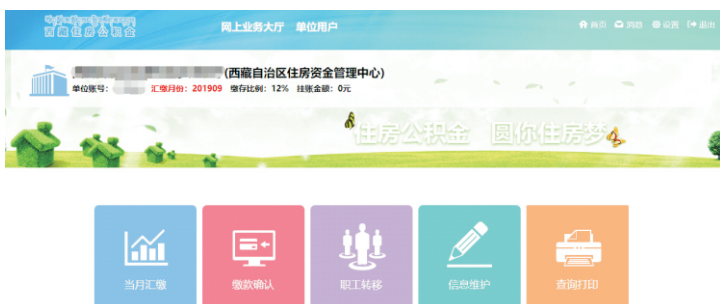 西藏住房公积金
网上业务大厅 单位用户
首页 消息 设置 退出
(西藏自治区住房资金管理中心)
单位账号： 汇缴月份：201909 缴存比例：12% 挂账金额：0元
住房公积金 圆你住房梦
当月汇缴
缴款确认
职工转移
信息维护
查询打印